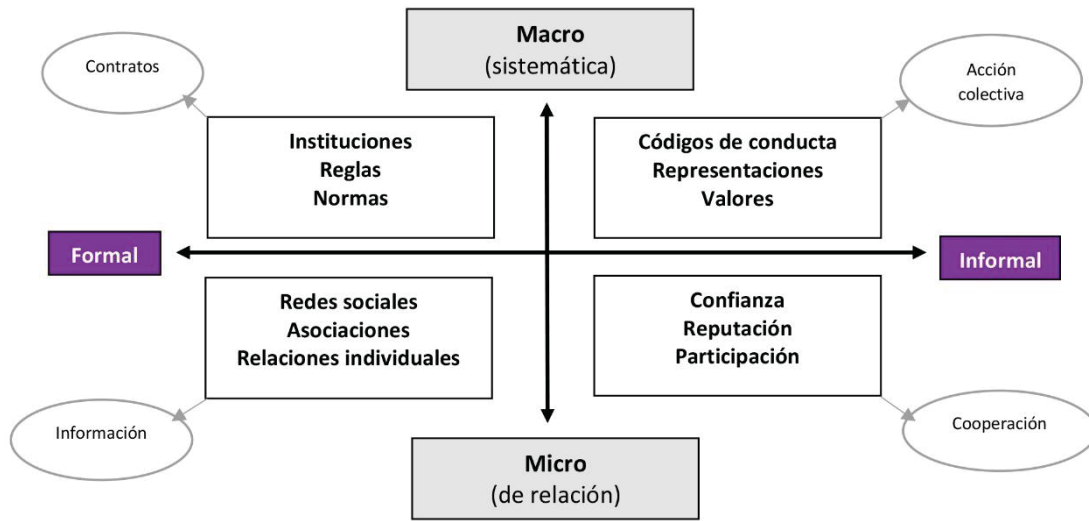 Macro
(sistemática)
Contratos
Acción
colectiva
Instituciones
Reglas
Normas
Códigos de conducta
Representaciones
Valores
Formal
Informal
Redes sociales
Asociaciones
Relaciones individuales
Confianza
Reputación
Participación
Información
Cooperación
Micro
(de relación)